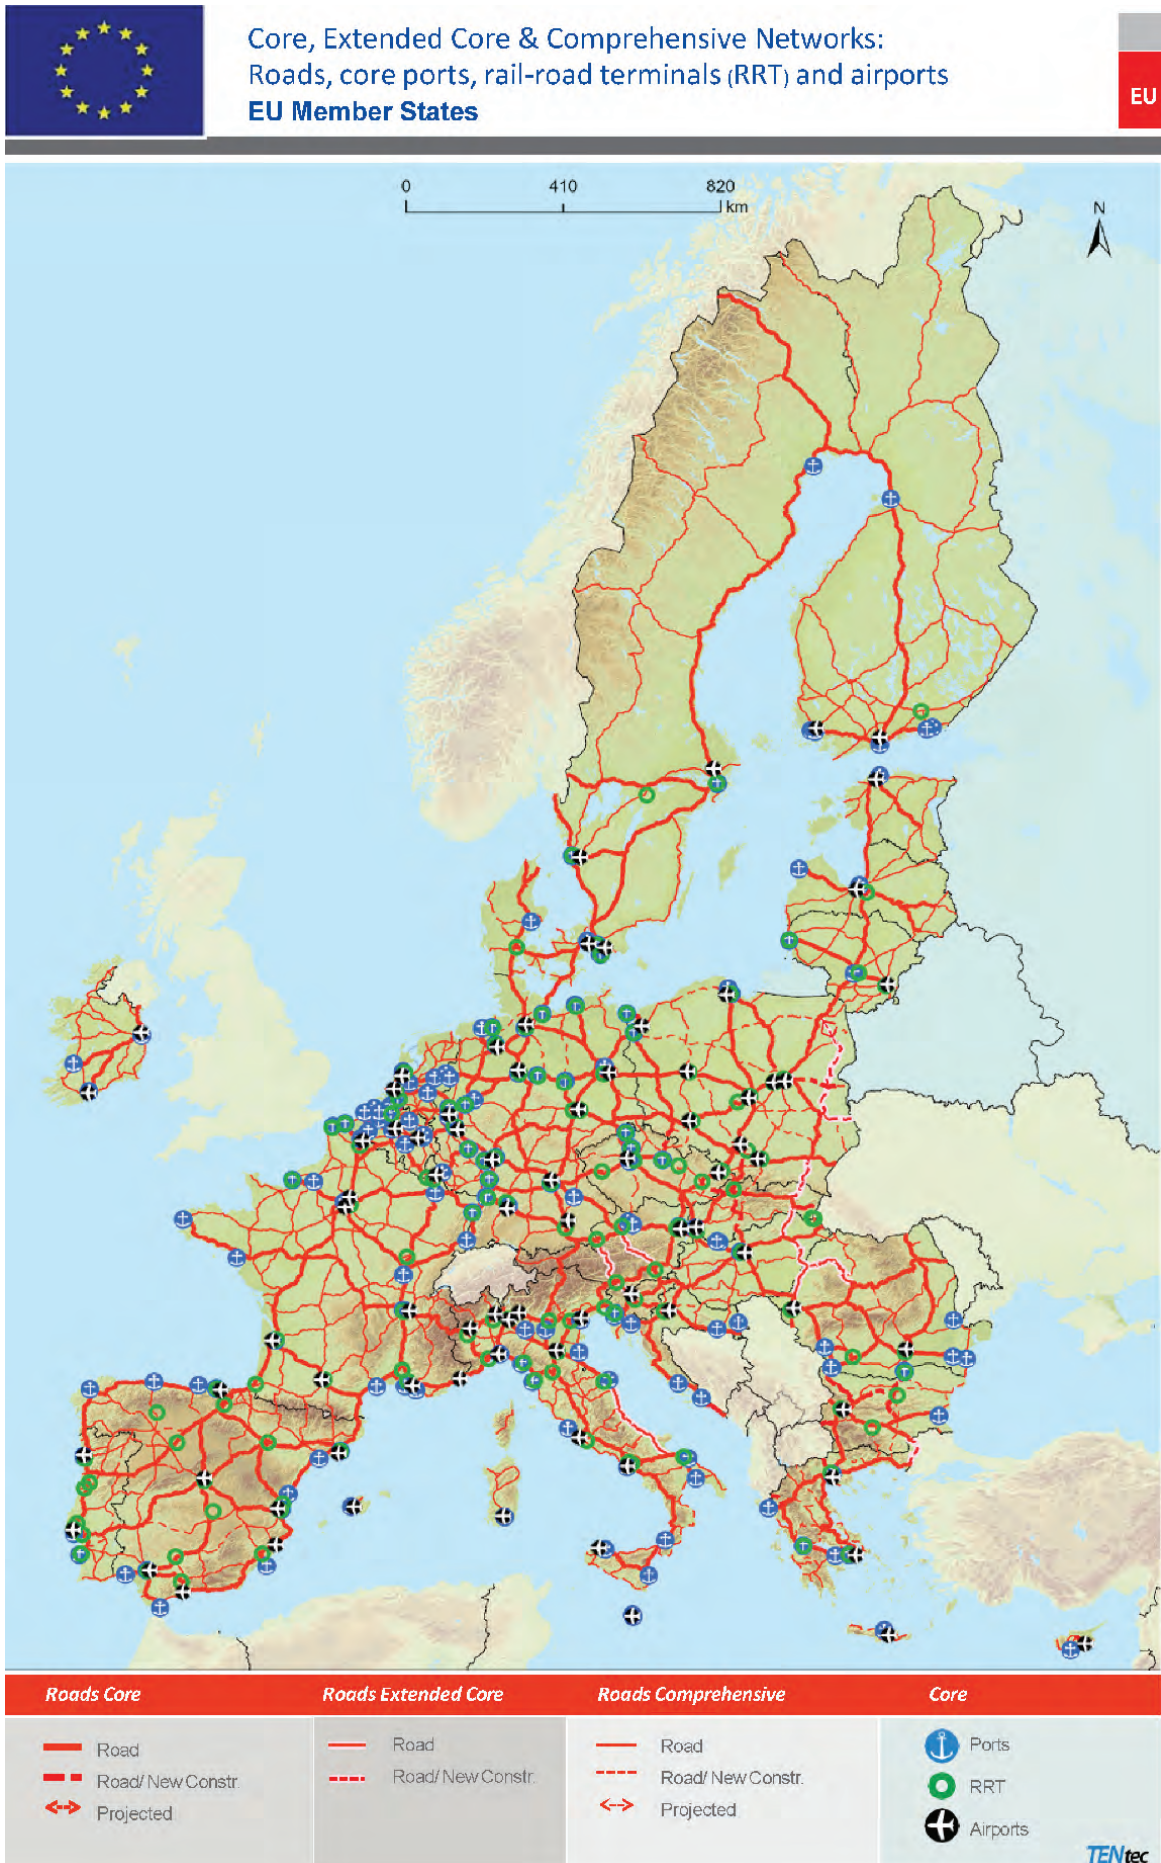 Core, Extended Core & Comprehensive Networks:
Roads, core ports, rail-road terminals (RRT) and airports
EU Member States
EU
0 410 820
km
N
Roads Core
Road
Road/ New Constr.
Projected
Roads Extended Core
Road
Road/ New Constr.
Roads Comprehensive
Road
Road/ New Constr.
Projected
Core
Ports
RRT
Airports
TENtec